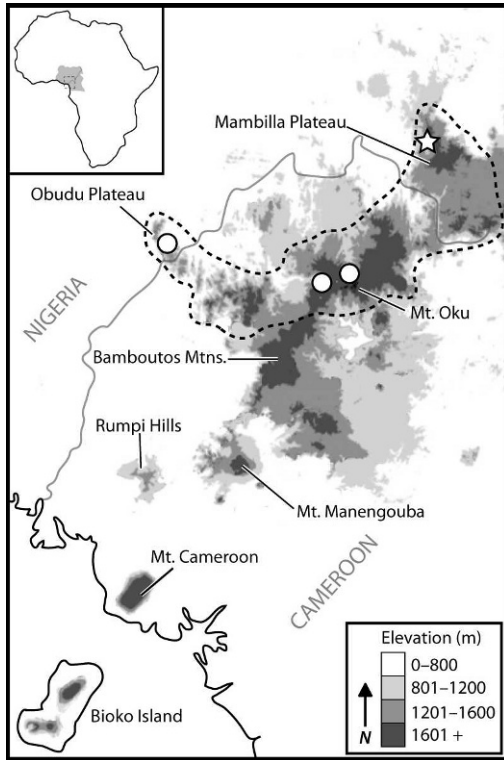 Mambilla Plateau
Obudu Plateau
NIGERIA
Mt. Oku
Bamboutos Mtns.
Rumpi Hills
Mt. Manengouba
Mt. Cameroon
CAMEROON
Bioko Island
Elevation (m)
0–800
801–1200
1201–1600
1601 +
N